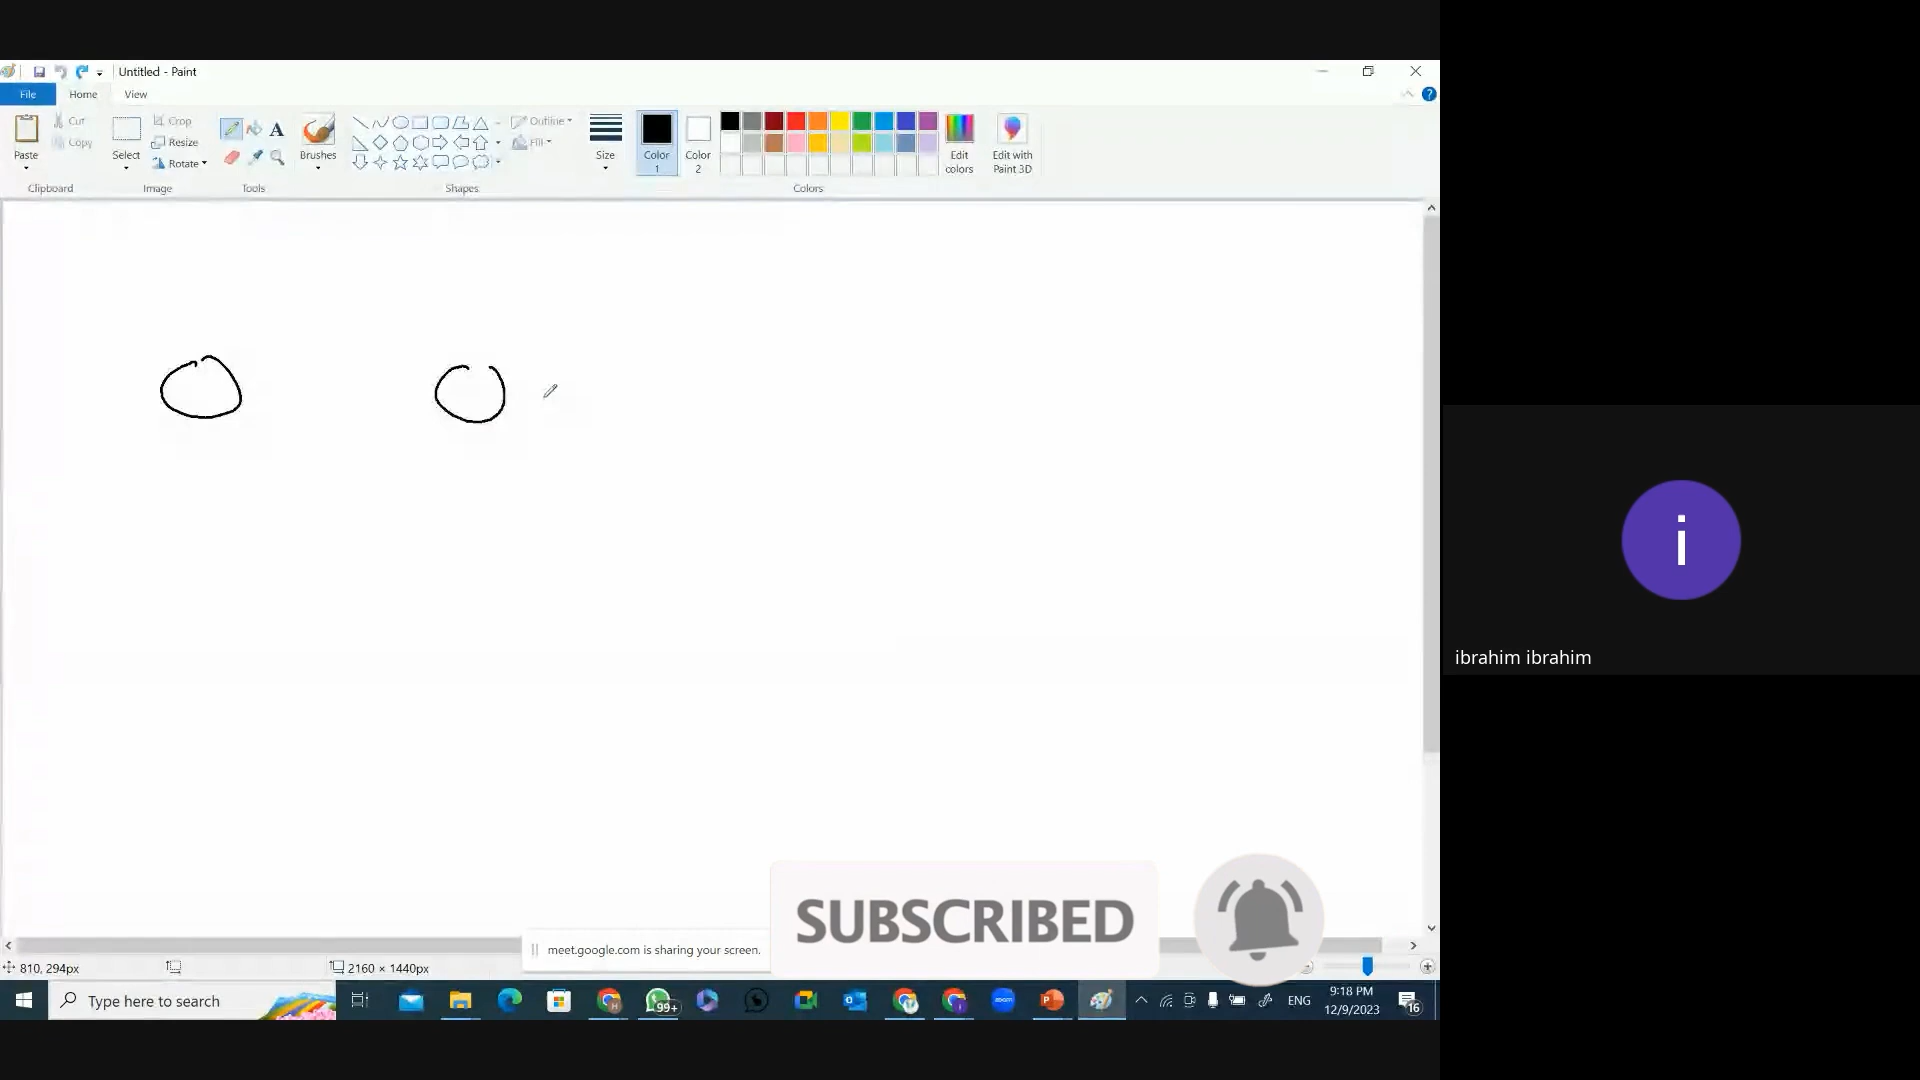 Untitled - Paint
File Home View
Paste Cut Copy
Clipboard
Select Crop Resize Rotate
Image
A
Tools
Brushes
Outline Fill
Shapes
Size
Color 1
Color 2
Edit colors
Edit with Paint 3D
Colors
i
ibrahim ibrahim
SUBSCRIBED
meet.google.com is sharing your screen.
810, 294px
2160 × 1440px
Type here to search
99+
ENG
9:18 PM
12/9/2023
16